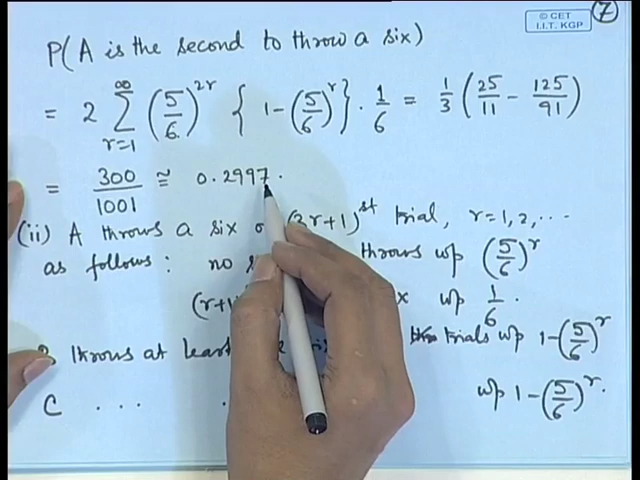 © CET
I.I.T. KGP
7
P(A is the second to throw a six)
= 2 ∑_{r=1}^{∞} (5/6)^{2r} {1-(5/6)^r} · 1/6 = 1/3 (25/11 - 125/91)
= 300/1001 ≅ 0.2997.
(ii) A throws a six (3r+1)^{st} trial, r=1,2,...
as follows: no throws wp (5/6)^r
wp 1/6.
throws at least trials wp 1-(5/6)^r
C ... wp 1-(5/6)^r.